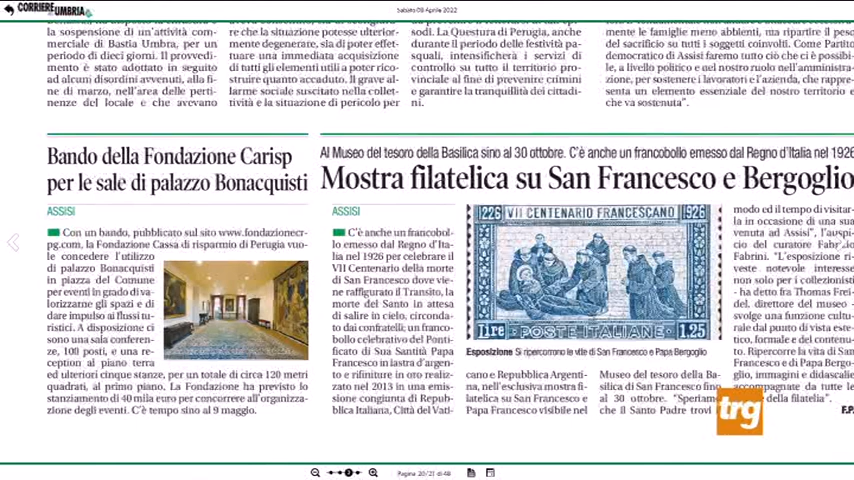 CORRIERE
dell'UMBRIA
Sabato 09 Aprile 2022
la sospensione di un'attività com-
merciale di Bastia Umbra, per un
periodo di dieci giorni. Il provvedi-
mento è stato adottato in seguito
ad alcuni disordini avvenuti, alla fine
di marzo, nell'area delle perti-
nenze del locale e che avevano
re che la situazione potesse ulterior-
mente degenerare, sia di poter effet-
tuare una immediata acquisizione
di tutti gli elementi utili a poter rico-
struire quanto accaduto. Il grave al-
larme sociale suscitato nella collet-
tività e la situazione di pericolo per
sodi. La Questura di Perugia, anche
durante il periodo delle festività pa-
squali, intensificherà i servizi di
controllo su tutto il territorio pro-
vinciale al fine di prevenire crimini
e garantire la tranquillità dei cittadi-
ni.
mente le famiglie meno abbienti, ma ripartire il peso
del sacrificio su tutti i soggetti coinvolti. Come Partito
democratico di Assisi faremo tutto ciò che ci è possibi-
le, a livello politico e nel nostro ruolo nell'amministra-
zione, per sostenere i lavoratori e l'azienda, che rappre-
senta un elemento essenziale del nostro territorio e
che va sostenuta".
Bando della Fondazione Carisp
per le sale di palazzo Bonacquisti
ASSISI
Con un bando, pubblicato sul sito www.fondazionecr-
pg.com, la Fondazione Cassa di risparmio di Perugia vuo-
le concedere l'utilizzo
di palazzo Bonacquisti
in piazza del Comune
per eventi in grado di va-
lorizzarne gli spazi e di
dare impulso ai flussi tu-
ristici. A disposizione ci
sono una sala conferen-
ze, 100 posti, e una re-
ception al piano terra
ed ulteriori cinque stanze, per un totale di circa 120 metri
quadrati, al primo piano. La Fondazione ha previsto lo
stanziamento di 40 mila euro per concorrere all'organizza-
zione degli eventi. C'è tempo sino al 9 maggio.
Al Museo del tesoro della Basilica sino al 30 ottobre. C'è anche un francobollo emesso dal Regno d'Italia nel 1926
Mostra filatelica su San Francesco e Bergoglio
ASSISI
C'è anche un francobol-
lo emesso dal Regno d'Ita-
lia nel 1926 per celebrare il
VII Centenario della morte
di San Francesco dove vie-
ne raffigurato il Transito, la
morte del Santo in attesa
di salire in cielo, circonda-
to dai confratelli; un franco-
bollo celebrativo del Ponti-
ficato di Sua Santità Papa
Francesco in lastra d'argen-
to e rifiniture in oro realiz-
zato nel 2013 in una emis-
sione congiunta di Repub-
blica Italiana, Città del Vati-
1226 VII CENTENARIO FRANCESCANO 1926
Lire POSTE ITALIANE 1.25
Esposizione Si ripercorrono le vite di San Francesco e Papa Bergoglio
cano e Repubblica Argenti-
na, nell'esclusiva mostra fi-
latelica su San Francesco e
Papa Francesco visibile nel
Museo del tesoro della Ba-
silica di San Francesco fino
al 30 ottobre. "Speriamo
che il Santo Padre trovi il
modo ed il tempo di visitar-
la in occasione di una sua
venuta ad Assisi", l'auspi-
cio del curatore Fabrizio
Fabrini. "L'esposizione ri-
veste notevole interesse
non solo per i collezionisti
- ha detto fra Thomas Frei-
del, direttore del museo -
svolge una funzione cultu-
rale dal punto di vista este-
tico, formale e del contenu-
to. Ripercorre la vita di San
Francesco e di Papa Bergo-
glio, immagini e didascalie
accompagnate da tutte le
della filatelia".
F.P.
trg
Pagina 20/21 di 48